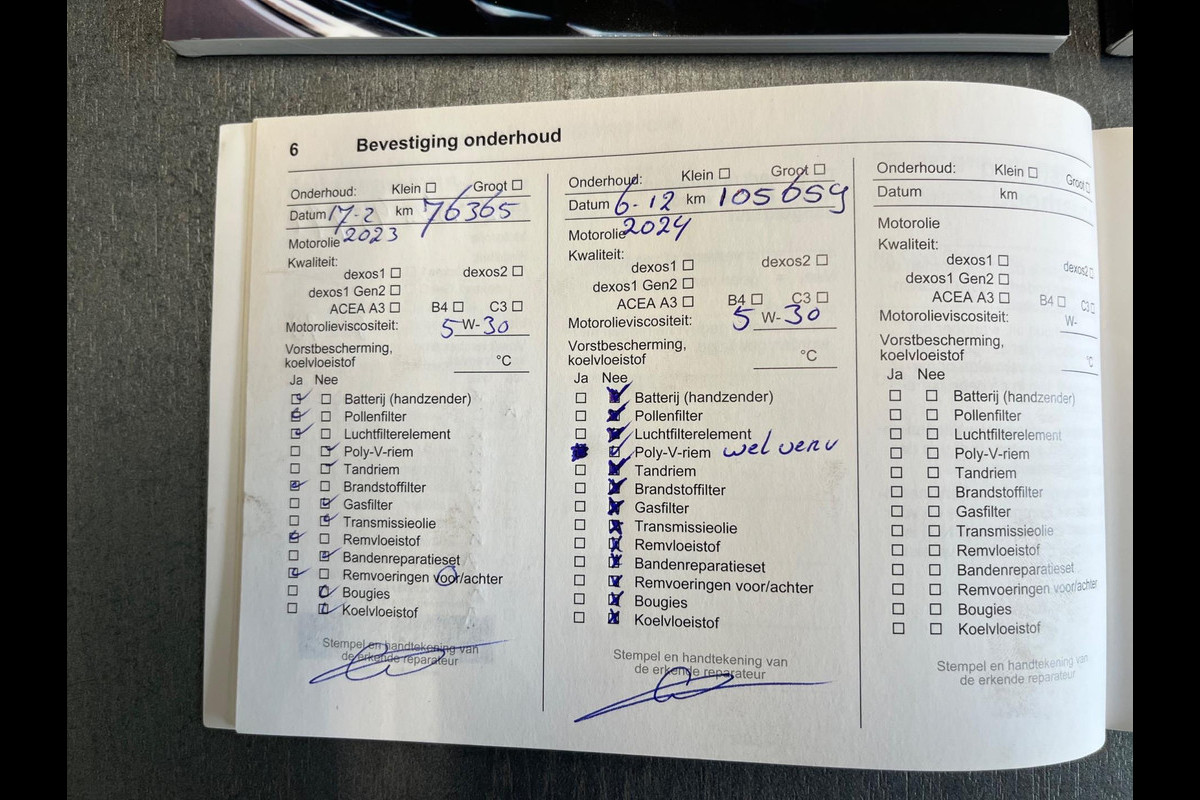 6 Bevestiging onderhoud
Onderhoud: Klein ☐ Groot ☐
Datum 17-2 km 76365
2023
Motorolie
Kwaliteit:
dexos1 ☐ dexos2 ☐
dexos1 Gen2 ☐
ACEA A3 ☐ B4 ☐ C3 ☐
Motorolieviscositeit: 5 W- 30
Vorstbescherming,
koelvloeistof °C
Ja Nee
Batterij (handzender)
Pollenfilter
Luchtfilterelement
Poly-V-riem
Tandriem
Brandstoffilter
Gasfilter
Transmissieolie
Remvloeistof
Bandenreparatieset
Remvoeringen voor/achter
Bougies
Koelvloeistof
Stempel en handtekening van
de erkende reparateur
Onderhoud: Klein ☐ Groot ☐
Datum 6-12 km 105659
2024
Motorolie
Kwaliteit:
dexos1 ☐ dexos2 ☐
dexos1 Gen2 ☐
ACEA A3 ☐ B4 ☐ C3 ☐
Motorolieviscositeit: 5 W- 30
Vorstbescherming,
koelvloeistof °C
Ja Nee
Batterij (handzender)
Pollenfilter
Luchtfilterelement
Poly-V-riem wel verv
Tandriem
Brandstoffilter
Gasfilter
Transmissieolie
Remvloeistof
Bandenreparatieset
Remvoeringen voor/achter
Bougies
Koelvloeistof
Stempel en handtekening van
de erkende reparateur
Onderhoud: Klein ☐ Groot ☐
Datum km
Motorolie
Kwaliteit:
dexos1 ☐ dexos2 ☐
dexos1 Gen2 ☐
ACEA A3 ☐ B4 ☐ C3 ☐
Motorolieviscositeit: W-
Vorstbescherming,
koelvloeistof °C
Ja Nee
Batterij (handzender)
Pollenfilter
Luchtfilterelement
Poly-V-riem
Tandriem
Brandstoffilter
Gasfilter
Transmissieolie
Remvloeistof
Bandenreparatieset
Remvoeringen voor/achter
Bougies
Koelvloeistof
Stempel en handtekening van
de erkende reparateur